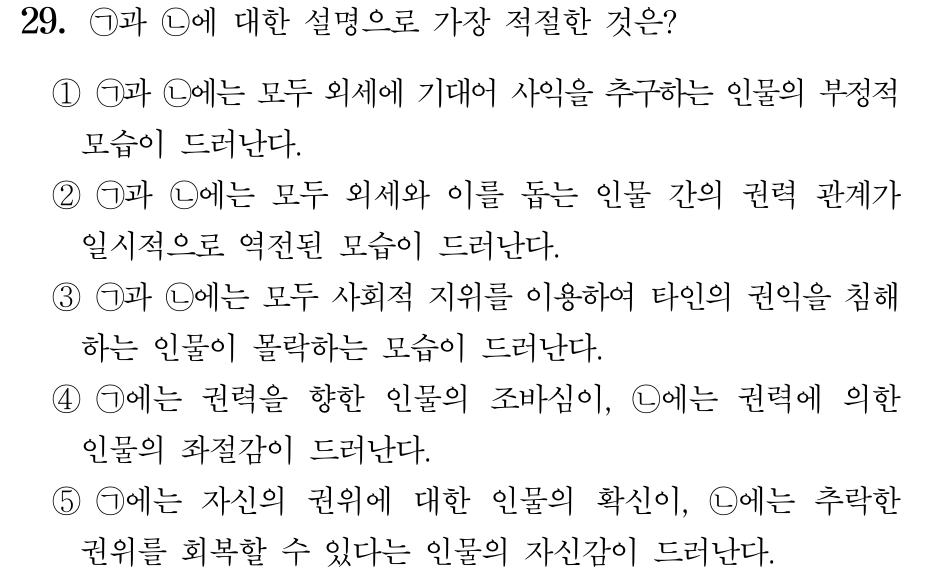 29. ㉠과 ㉡에 대한 설명으로 가장 적절한 것은?
① ㉠과 ㉡에는 모두 외세에 기대어 사익을 추구하는 인물의 부정적
모습이 드러난다.
② ㉠과 ㉡에는 모두 외세와 이를 돕는 인물 간의 권력 관계가
일시적으로 역전된 모습이 드러난다.
③ ㉠과 ㉡에는 모두 사회적 지위를 이용하여 타인의 권익을 침해
하는 인물이 몰락하는 모습이 드러난다.
④ ㉠에는 권력을 향한 인물의 조바심이, ㉡에는 권력에 의한
인물의 좌절감이 드러난다.
⑤ ㉠에는 자신의 권위에 대한 인물의 확신이, ㉡에는 추락한
권위를 회복할 수 있다는 인물의 자신감이 드러난다.